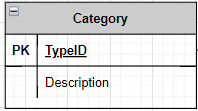 Category
PK TypeID
Description